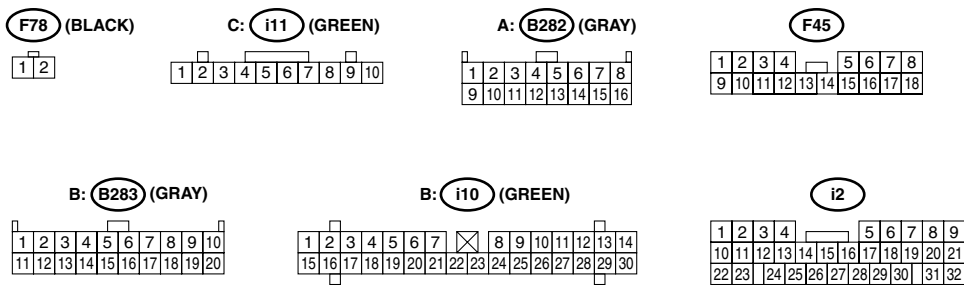 F78 (BLACK) C: i11 (GREEN) A: B282 (GRAY) F45
1 2
1 2 3 4 5 6 7 8 9 10
1 2 3 4 5 6 7 8
9 10 11 12 13 14 15 16
1 2 3 4 5 6 7 8
9 10 11 12 13 14 15 16 17 18
B: B283 (GRAY) B: i10 (GREEN) i2
1 2 3 4 5 6 7 8 9 10
11 12 13 14 15 16 17 18 19 20
1 2 3 4 5 6 7 8 9 10 11 12 13 14
15 16 17 18 19 20 21 22 23 24 25 26 27 28 29 30
1 2 3 4 5 6 7 8 9
10 11 12 13 14 15 16 17 18 19 20 21
22 23 24 25 26 27 28 29 30 31 32